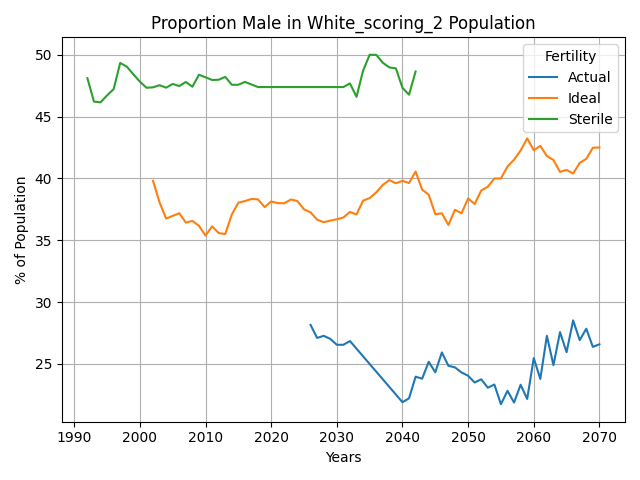 Proportion Male in White_scoring_2 Population
Fertility
Actual
Ideal
Sterile
% of Population
50
45
40
35
30
25
1990 2000 2010 2020 2030 2040 2050 2060 2070
Years